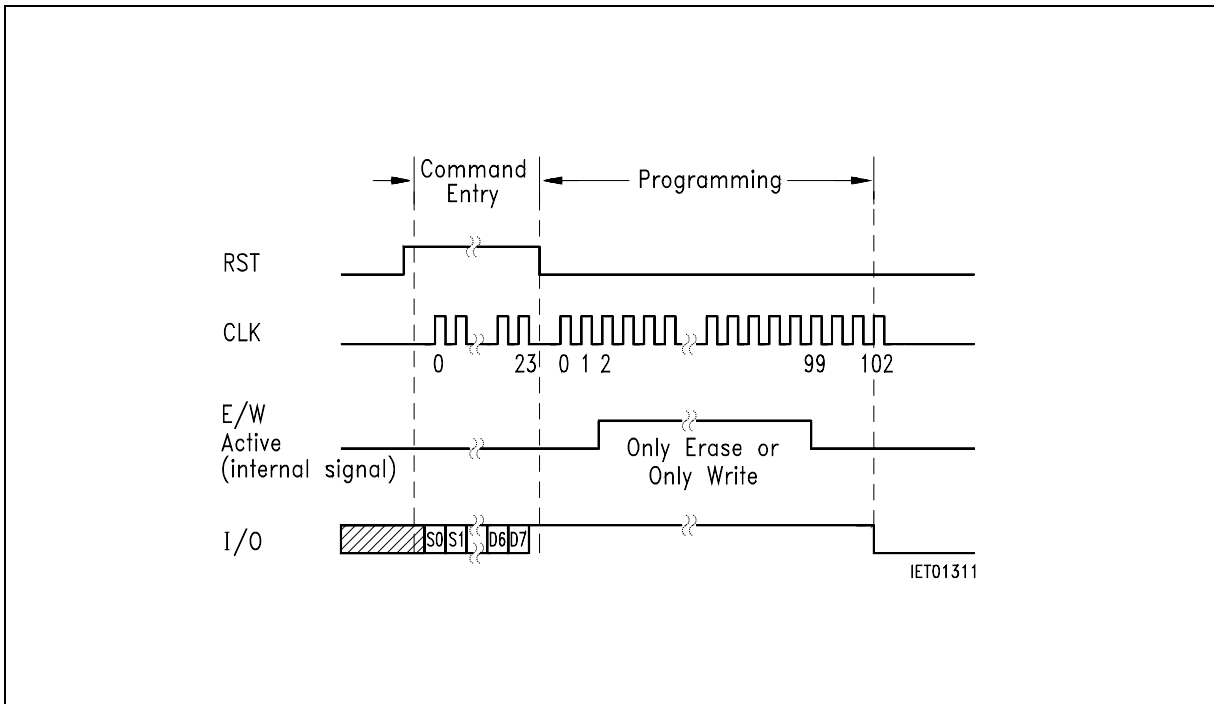 Command
Entry
Programming
RST
CLK
0 23 0 1 2 99 102
E/W
Active
(internal signal)
Only Erase or
Only Write
I/O
S0 S1 D6 D7
IET01311